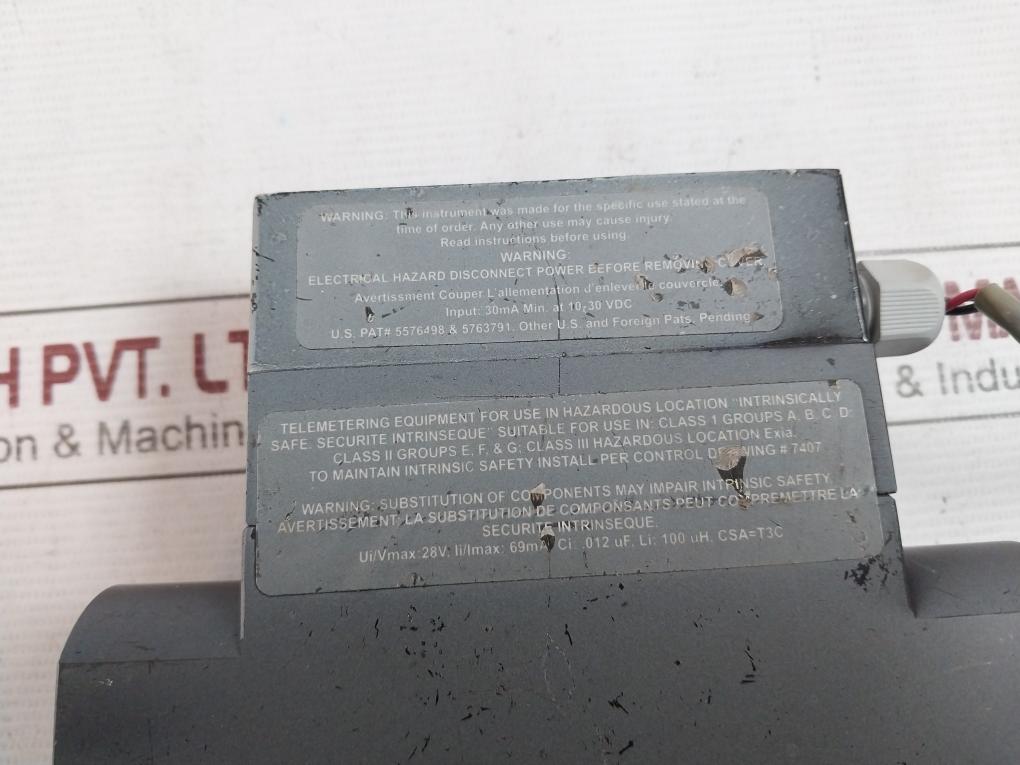 WARNING: This instrument was made for the specific use stated at the
time of order. Any other use may cause injury.
Read instructions before using.
WARNING:
ELECTRICAL HAZARD DISCONNECT POWER BEFORE REMOVING COVER.
Avertissment Couper L'allementation d'enlever le couvercle.
Input: 30mA Min. at 10-30 VDC
U.S. PAT# 5576498 & 5763791. Other U.S. and Foreign Pats. Pending
TELEMETERING EQUIPMENT FOR USE IN HAZARDOUS LOCATION "INTRINSICALLY
SAFE. SECURITE INTRINSEQUE" SUITABLE FOR USE IN: CLASS 1 GROUPS A, B, C, D:
CLASS II GROUPS E, F, & G; CLASS III HAZARDOUS LOCATION Exia.
TO MAINTAIN INTRINSIC SAFETY INSTALL PER CONTROL DRAWING # 7407
WARNING: SUBSTITUTION OF COMPONENTS MAY IMPAIR INTRINSIC SAFETY.
AVERTISSEMENT: LA SUBSTITUTION DE COMPONSANTS PEUT COMPREMETTRE LA
SECURITE INTRINSEQUE.
Ui/Vmax: 28V; Ii/Imax: 69mA, Ci .012 uF, Li: 100 uH, CSA=T3C
H PVT. LT
on & Machin
& Indu